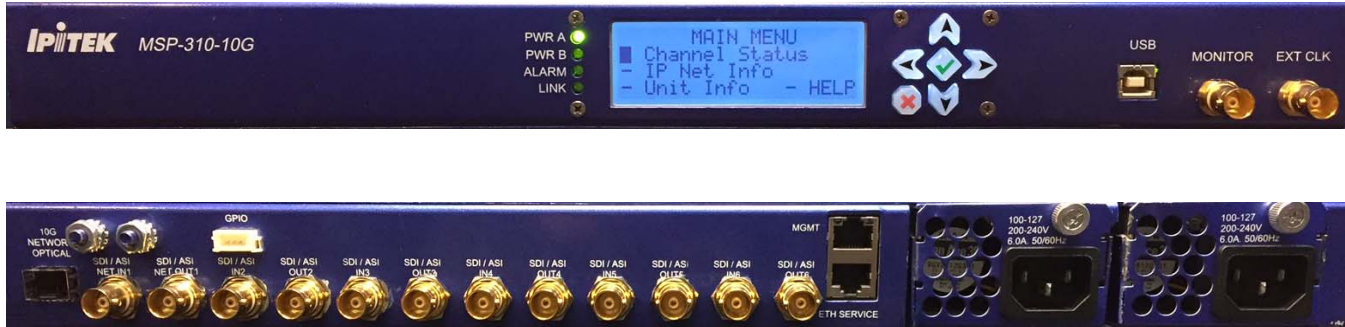 IPITEK MSP-310-10G
PWR A
PWR B
ALARM
LINK
MAIN MENU
Channel Status
- IP Net Info
- Unit Info - HELP
USB
MONITOR
EXT CLK
10G
NETWORK
OPTICAL
GPIO
SDI / ASI
NET IN1
SDI / ASI
NET OUT1
SDI / ASI
IN2
SDI / ASI
OUT2
SDI / ASI
IN3
SDI / ASI
OUT3
SDI / ASI
IN4
SDI / ASI
OUT4
SDI / ASI
IN5
SDI / ASI
OUT5
SDI / ASI
IN6
SDI / ASI
OUT6
MGMT
ETH SERVICE
100-127
200-240V
6.0A 50/60Hz
100-127
200-240V
6.0A 50/60Hz